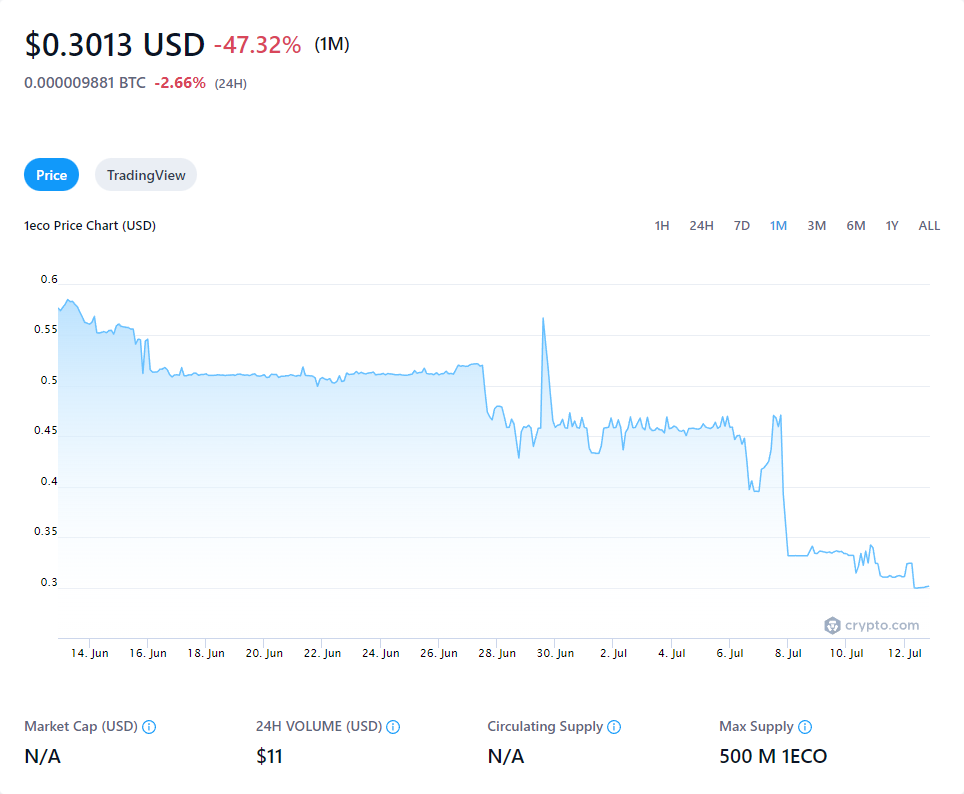 $0.3013 USD -47.32% (1M)
0.000009881 BTC -2.66% (24H)
Price TradingView
1eco Price Chart (USD) 1H 24H 7D 1M 3M 6M 1Y ALL
0.6
0.55
0.5
0.45
0.4
0.35
0.3
crypto.com
14. Jun 16. Jun 18. Jun 20. Jun 22. Jun 24. Jun 26. Jun 28. Jun 30. Jun 2. Jul 4. Jul 6. Jul 8. Jul 10. Jul 12. Jul
Market Cap (USD) 24H VOLUME (USD) Circulating Supply Max Supply
N/A $11 N/A 500 M 1ECO